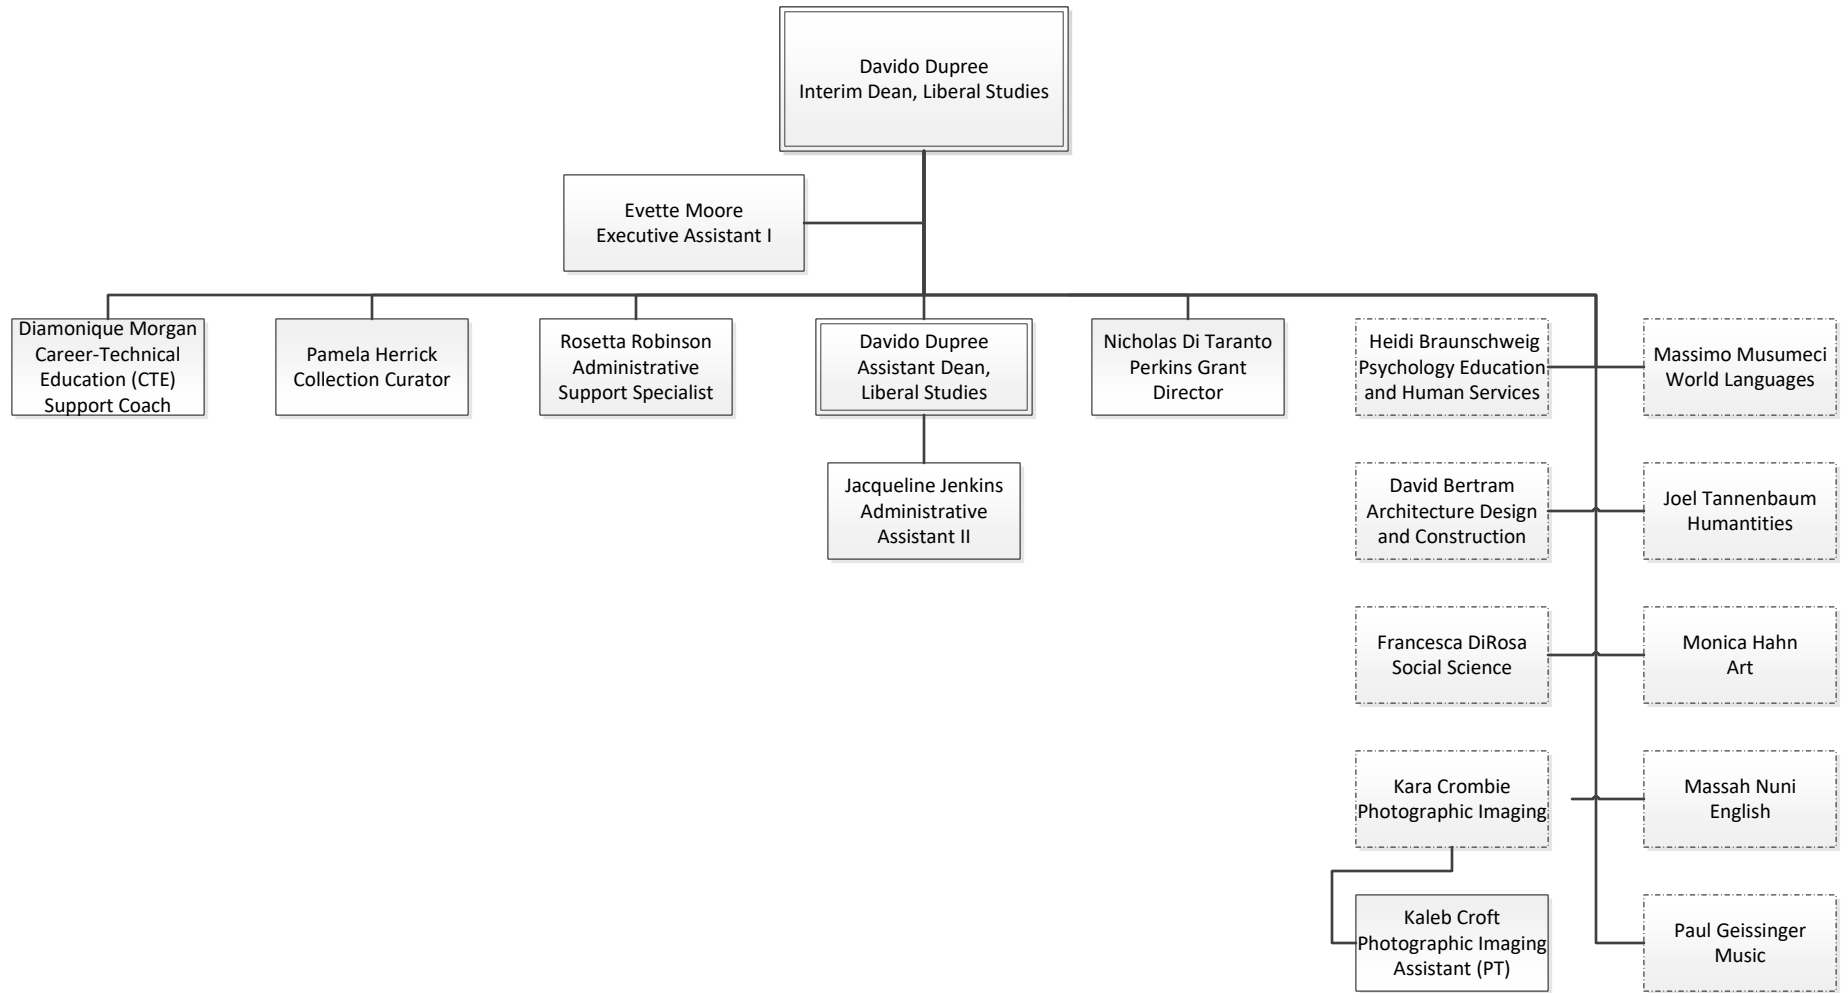 Davido Dupree
Interim Dean, Liberal Studies
Evette Moore
Executive Assistant I
Diamonique Morgan
Career-Technical
Education (CTE)
Support Coach
Pamela Herrick
Collection Curator
Rosetta Robinson
Administrative
Support Specialist
Davido Dupree
Assistant Dean,
Liberal Studies
Nicholas Di Taranto
Perkins Grant
Director
Heidi Braunschweig
Psychology Education
and Human Services
Massimo Musumeci
World Languages
Jacqueline Jenkins
Administrative
Assistant II
David Bertram
Architecture Design
and Construction
Joel Tannenbaum
Humantities
Francesca DiRosa
Social Science
Monica Hahn
Art
Kara Crombie
Photographic Imaging
Massah Nuni
English
Kaleb Croft
Photographic Imaging
Assistant (PT)
Paul Geissinger
Music